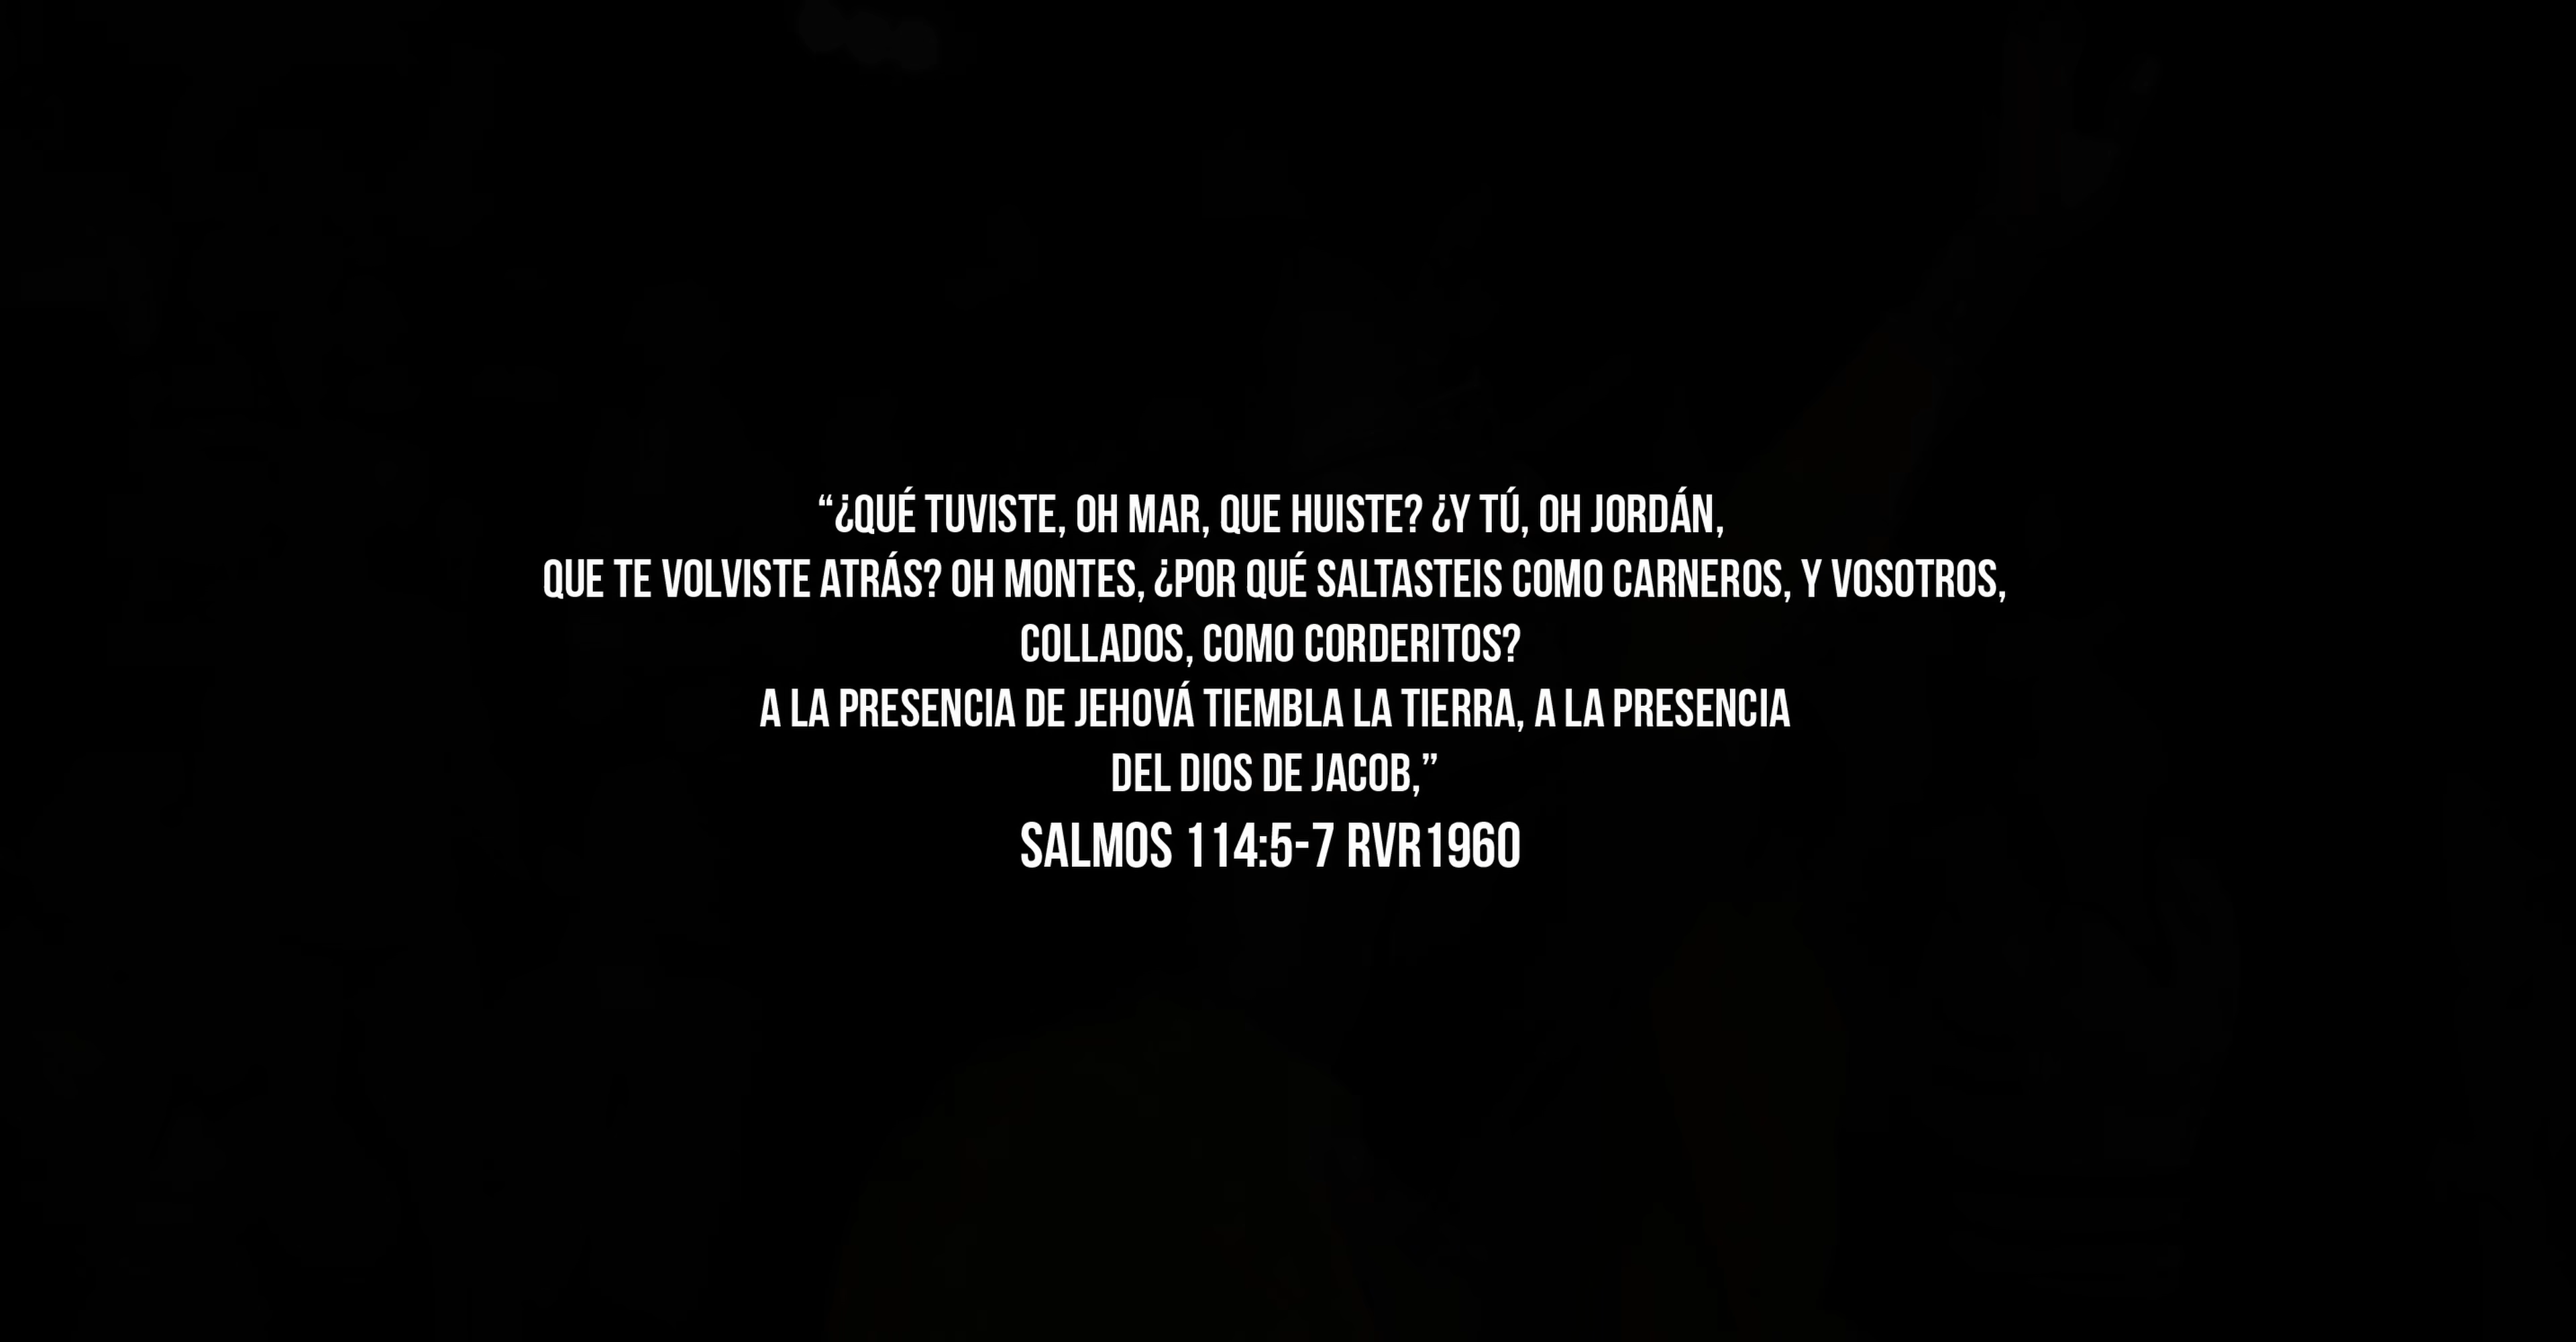 “¿QUÉ TUVISTE, OH MAR, QUE HUISTE? ¿Y TÚ, OH JORDÁN,
QUE TE VOLVISTE ATRÁS? OH MONTES, ¿POR QUÉ SALTASTEIS COMO CARNEROS, Y VOSOTROS,
COLLADOS, COMO CORDERITOS?
A LA PRESENCIA DE JEHOVÁ TIEMBLA LA TIERRA, A LA PRESENCIA
DEL DIOS DE JACOB,”
SALMOS 114:5-7 RVR1960